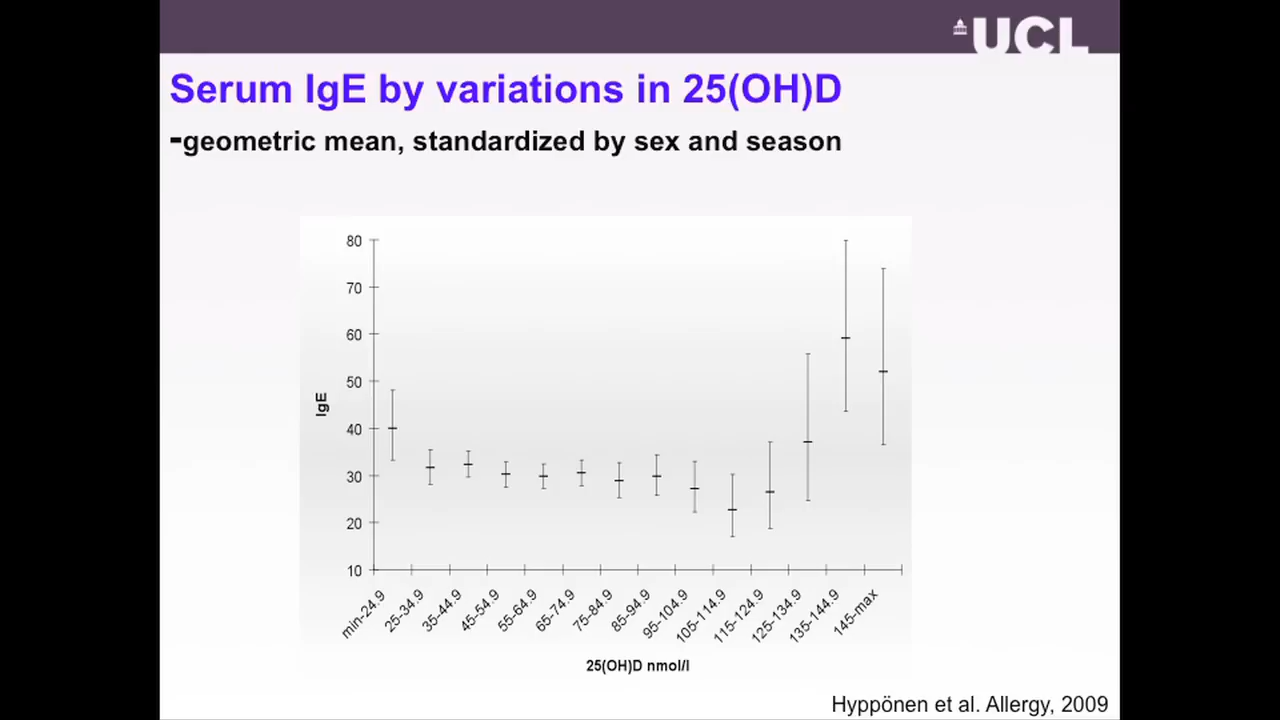 UCL
Serum IgE by variations in 25(OH)D
-geometric mean, standardized by sex and season
80
70
60
50
40
30
20
10
IgE
min-24.9
25-34.9
35-44.9
45-54.9
55-64.9
65-74.9
75-84.9
85-94.9
95-104.9
105-114.9
115-124.9
125-134.9
135-144.9
145-max
25(OH)D nmol/l
Hyppönen et al. Allergy, 2009